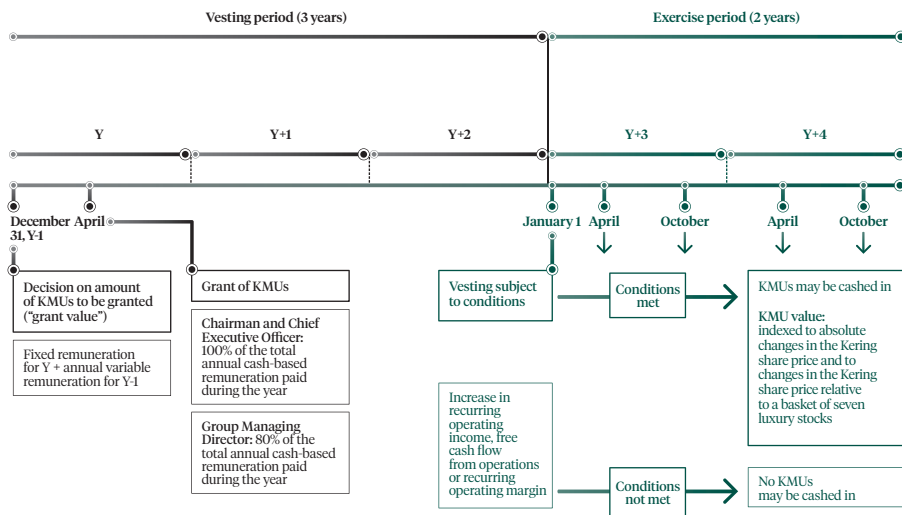 Vesting period (3 years)
Exercise period (2 years)
Y
Y+1
Y+2
Y+3
Y+4
December
31, Y-1
April
January 1
April
October
April
October
Decision on amount
of KMUs to be granted
(“grant value”)
Fixed remuneration
for Y + annual variable
remuneration for Y-1
Grant of KMUs
Chairman and Chief
Executive Officer:
100% of the total
annual cash-based
remuneration paid
during the year
Group Managing
Director: 80% of the
total annual cash-based
remuneration paid
during the year
Vesting subject
to conditions
Conditions
met
KMUs may be cashed in
KMU value:
indexed to absolute
changes in the Kering
share price and to
changes in the Kering
share price relative
to a basket of seven
luxury stocks
Increase in
recurring
operating
income, free
cash flow
from operations
or recurring
operating margin
Conditions
not met
No KMUs
may be cashed in